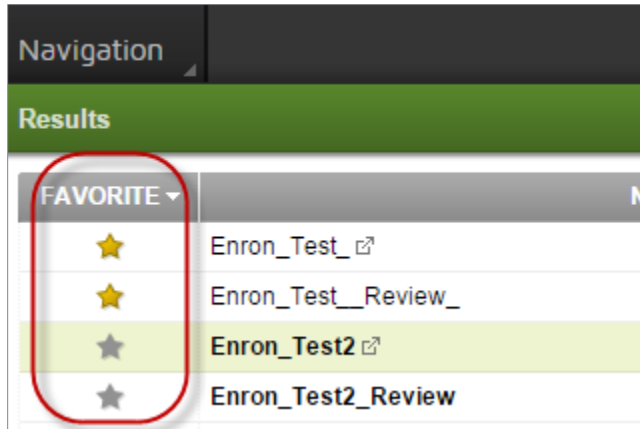 Navigation
Results
FAVORITE
Enron_Test_
Enron_Test__Review_
Enron_Test2
Enron_Test2_Review